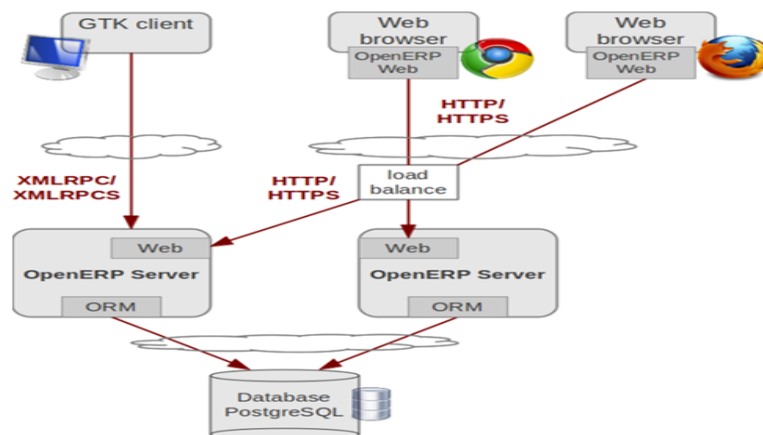 GTK client
Web
browser
OpenERP
Web
Web
browser
OpenERP
Web
HTTP/
HTTPS
XMLRPC/
XMLRPCS
HTTP/
HTTPS
load
balance
Web
OpenERP Server
ORM
Web
OpenERP Server
ORM
Database
PostgreSQL